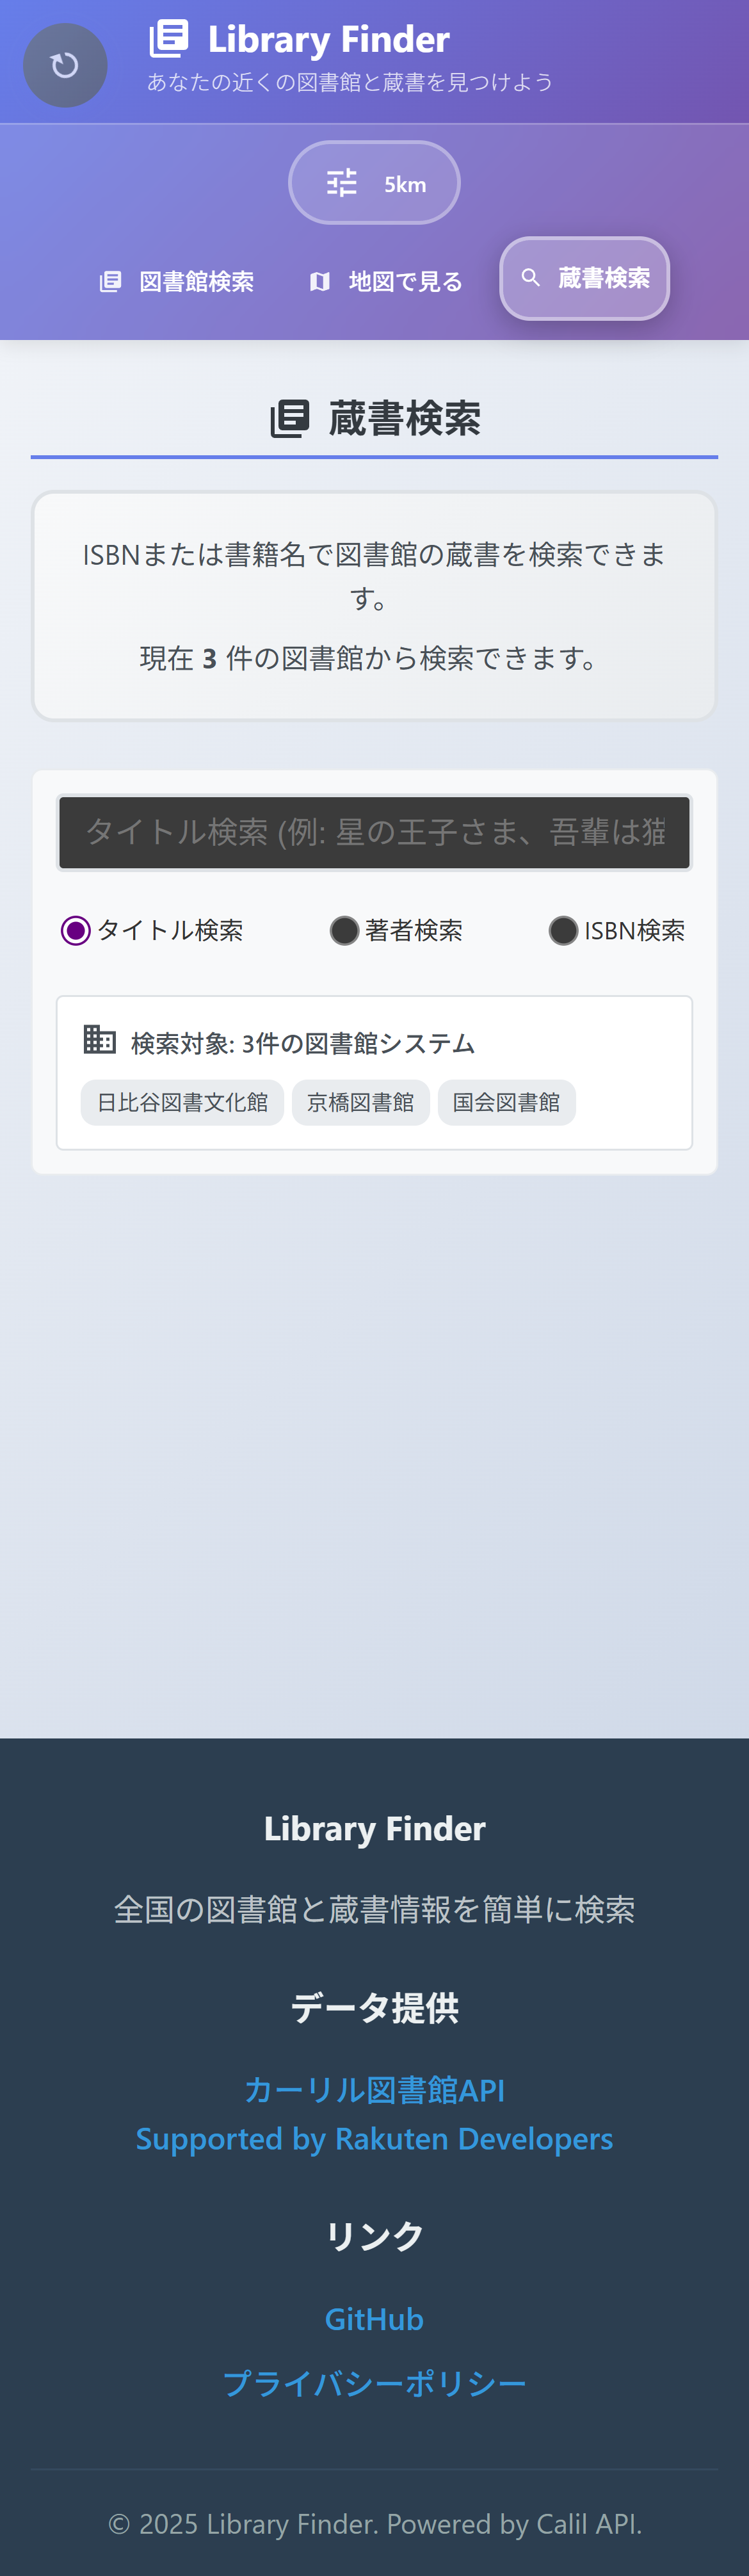 Library Finder
あなたの近くの図書館と蔵書を見つけよう
5km
図書館検索 地図で見る 蔵書検索
蔵書検索
ISBNまたは書籍名で図書館の蔵書を検索できま
す。
現在 3 件の図書館から検索できます。
タイトル検索 (例: 星の王子さま、吾輩は猫
タイトル検索 著者検索 ISBN検索
検索対象: 3件の図書館システム
日比谷図書文化館 京橋図書館 国会図書館
Library Finder
全国の図書館と蔵書情報を簡単に検索
データ提供
カーリル図書館API
Supported by Rakuten Developers
リンク
GitHub
プライバシーポリシー
© 2025 Library Finder. Powered by Calil API.